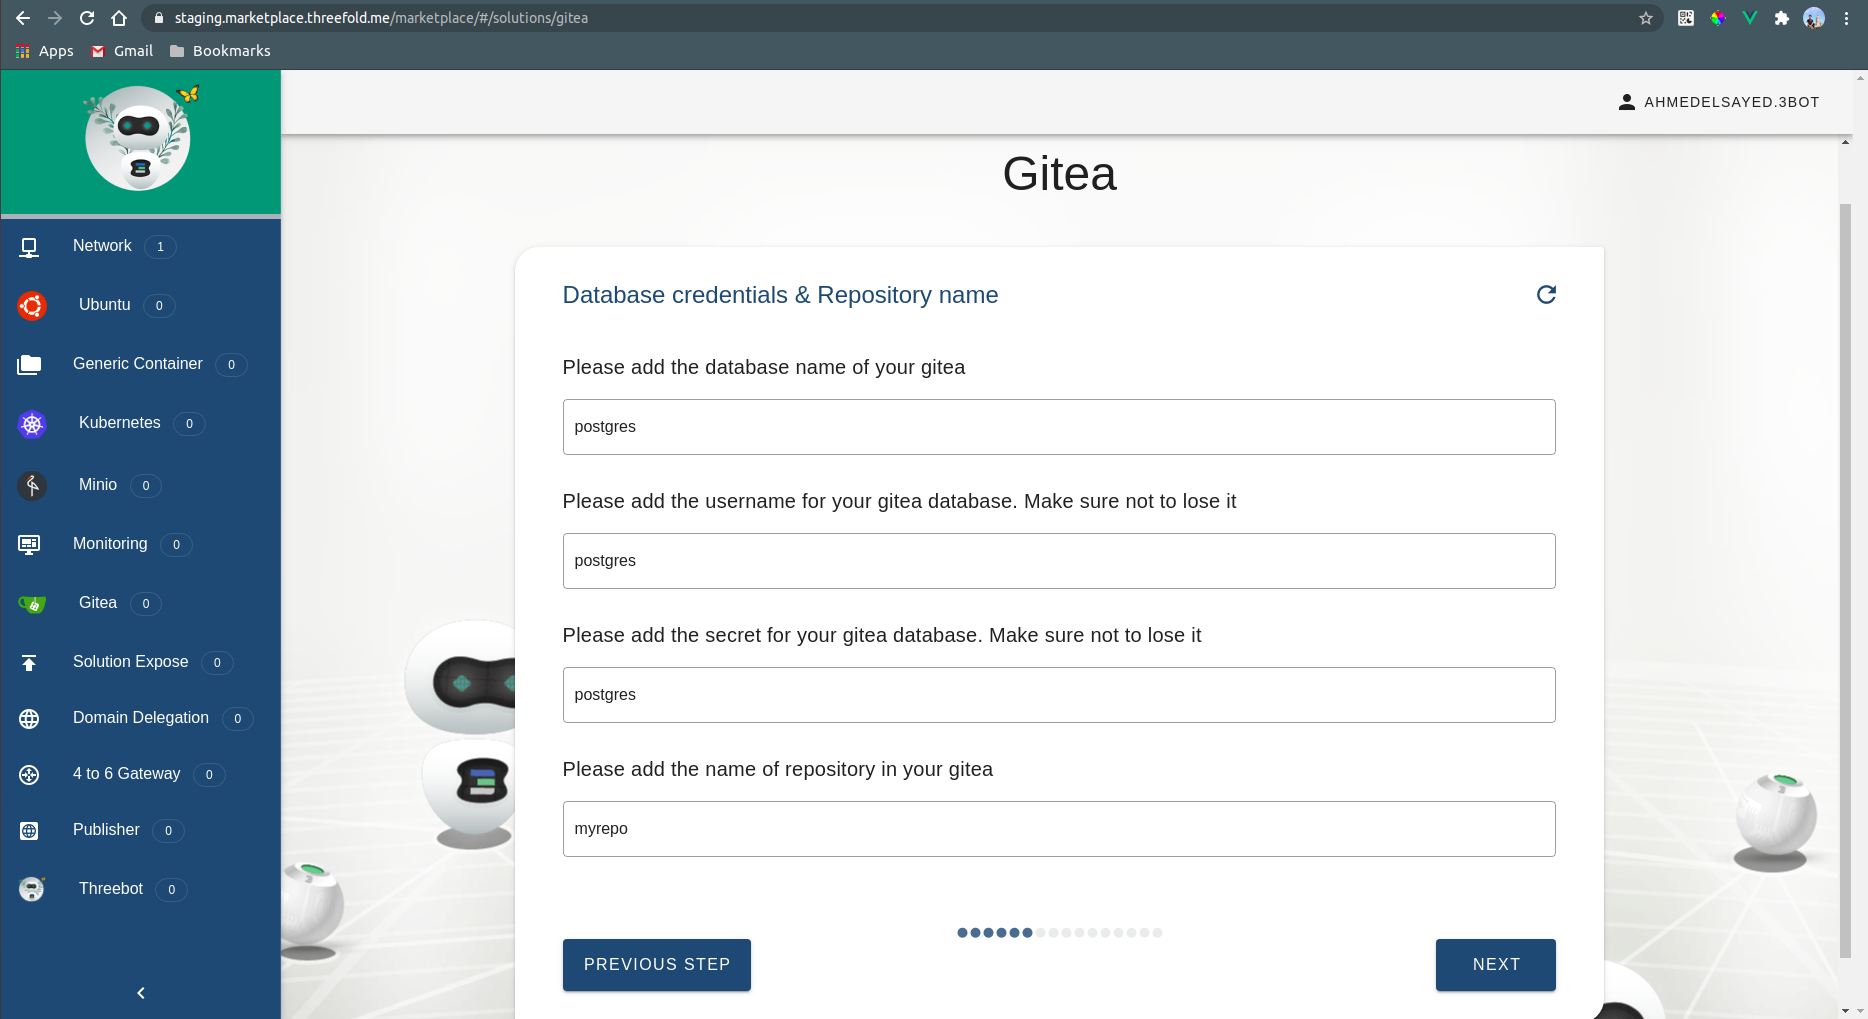 staging.marketplace.threefold.me/marketplace/#/solutions/gitea
Apps
Gmail
Bookmarks
AHMEDELSAYED.3BOT
Network 1
Ubuntu 0
Generic Container 0
Kubernetes 0
Minio 0
Monitoring 0
Gitea 0
Solution Expose 0
Domain Delegation 0
4 to 6 Gateway 0
Publisher 0
Threebot 0
Gitea
Database credentials & Repository name
Please add the database name of your gitea
postgres
Please add the username for your gitea database. Make sure not to lose it
postgres
Please add the secret for your gitea database. Make sure not to lose it
postgres
Please add the name of repository in your gitea
myrepo
PREVIOUS STEP
NEXT